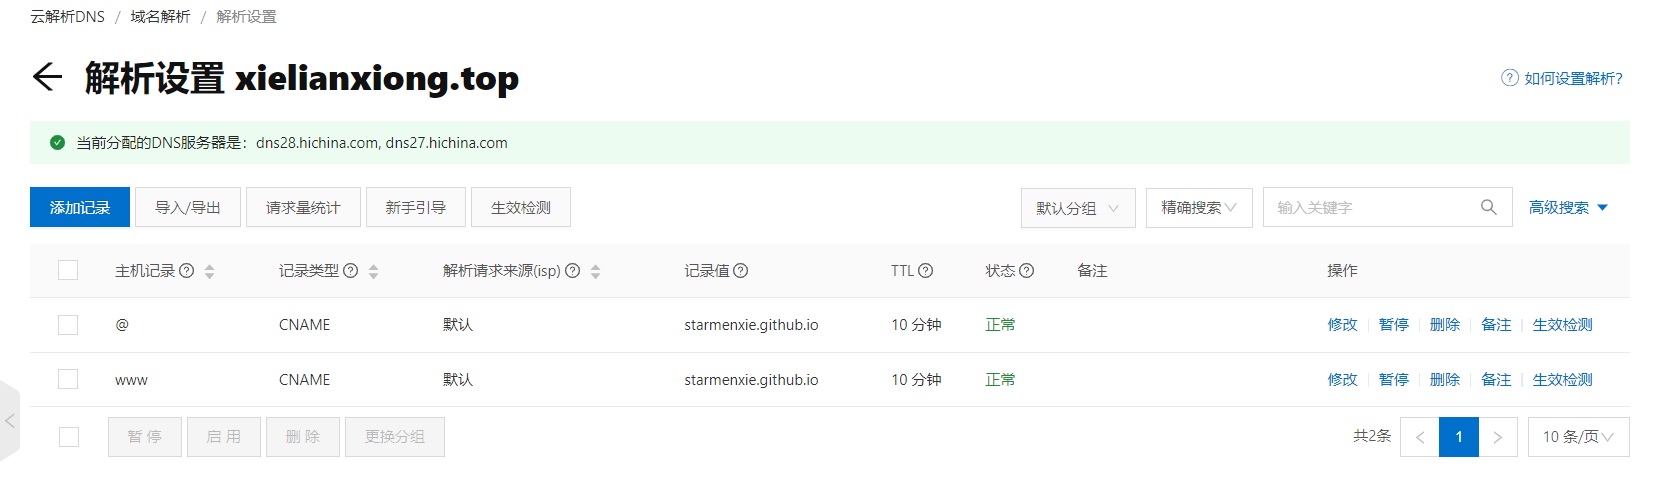 云解析DNS / 域名解析 / 解析设置
解析设置 xielianxiong.top
如何设置解析?
当前分配的DNS服务器是: dns28.hichina.com, dns27.hichina.com
添加记录 导入/导出 请求量统计 新手引导 生效检测 默认分组 精确搜索 输入关键字 高级搜索
主机记录 记录类型 解析请求来源(isp) 记录值 TTL 状态 备注 操作
@ CNAME 默认 starmenxie.github.io 10 分钟 正常 修改 暂停 删除 备注 生效检测
www CNAME 默认 starmenxie.github.io 10 分钟 正常 修改 暂停 删除 备注 生效检测
暂停 启用 删除 更换分组 共2条 < 1 > 10 条/页